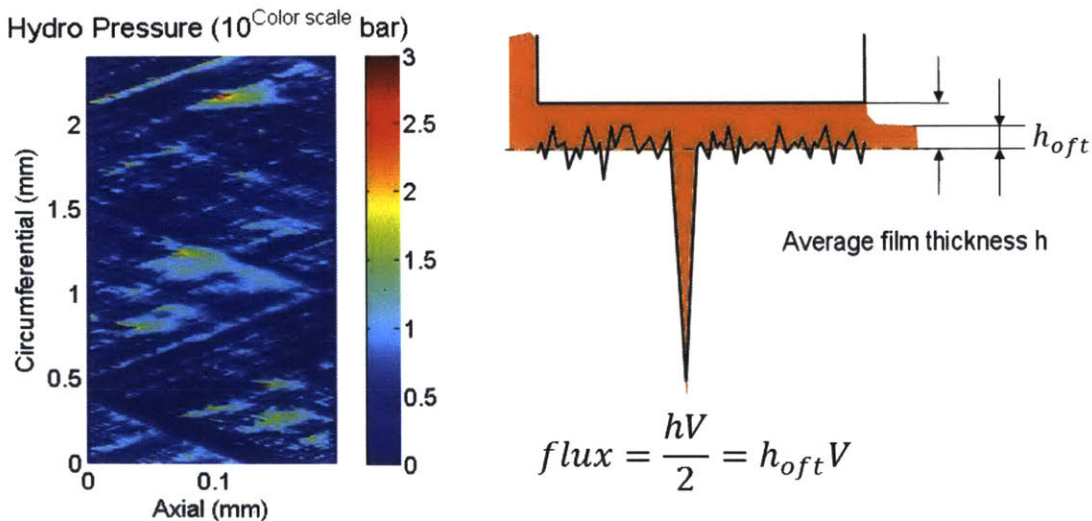 Hydro Pressure (10^Color scale bar)
3
2.5
2
1.5
1
0.5
0
2
1.5
1
0.5
0
Circumferential (mm)
0
0.1
Axial (mm)
h_oft
Average film thickness h
flux = hV/2 = h_oft V